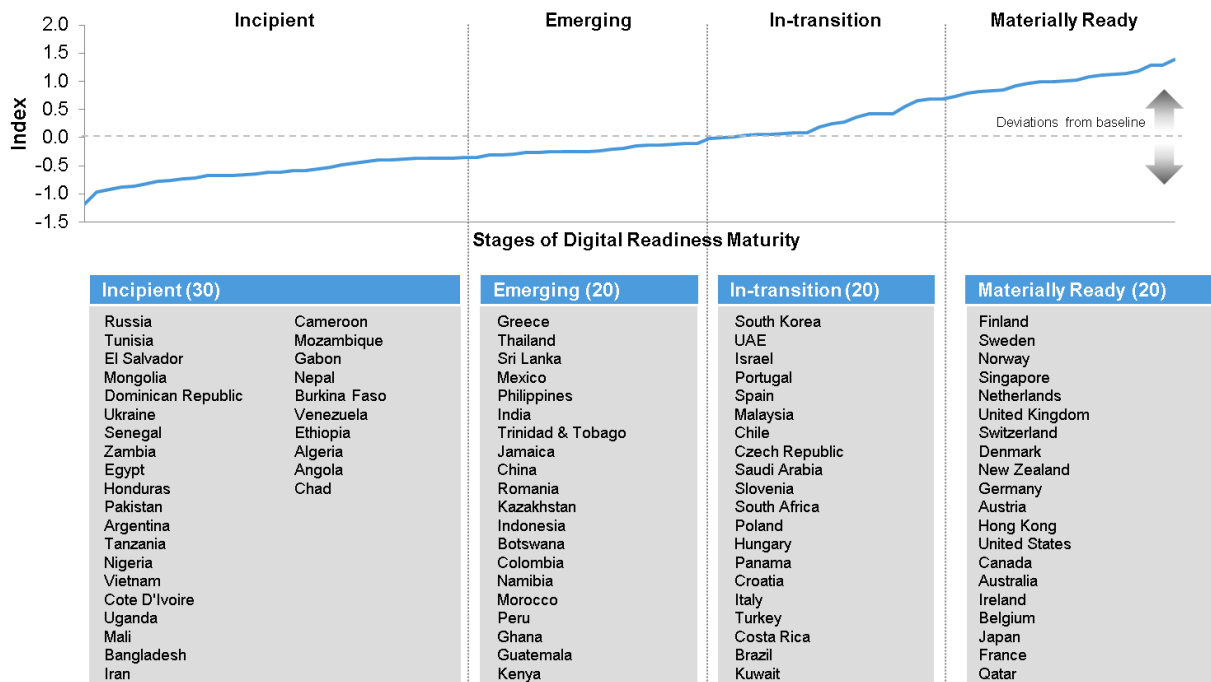 Incipient
Emerging
In-transition
Materially Ready
2.0
1.5
1.0
0.5
0.0
-0.5
-1.0
-1.5
Index
Deviations from baseline
Stages of Digital Readiness Maturity
Incipient (30)
Russia
Tunisia
El Salvador
Mongolia
Dominican Republic
Ukraine
Senegal
Zambia
Egypt
Honduras
Pakistan
Argentina
Tanzania
Nigeria
Vietnam
Cote D'Ivoire
Uganda
Mali
Bangladesh
Iran
Cameroon
Mozambique
Gabon
Nepal
Burkina Faso
Venezuela
Ethiopia
Algeria
Angola
Chad
Emerging (20)
Greece
Thailand
Sri Lanka
Mexico
Philippines
India
Trinidad & Tobago
Jamaica
China
Romania
Kazakhstan
Indonesia
Botswana
Colombia
Namibia
Morocco
Peru
Ghana
Guatemala
Kenya
In-transition (20)
South Korea
UAE
Israel
Portugal
Spain
Malaysia
Chile
Czech Republic
Saudi Arabia
Slovenia
South Africa
Poland
Hungary
Panama
Croatia
Italy
Turkey
Costa Rica
Brazil
Kuwait
Materially Ready (20)
Finland
Sweden
Norway
Singapore
Netherlands
United Kingdom
Switzerland
Denmark
New Zealand
Germany
Austria
Hong Kong
United States
Canada
Australia
Ireland
Belgium
Japan
France
Qatar